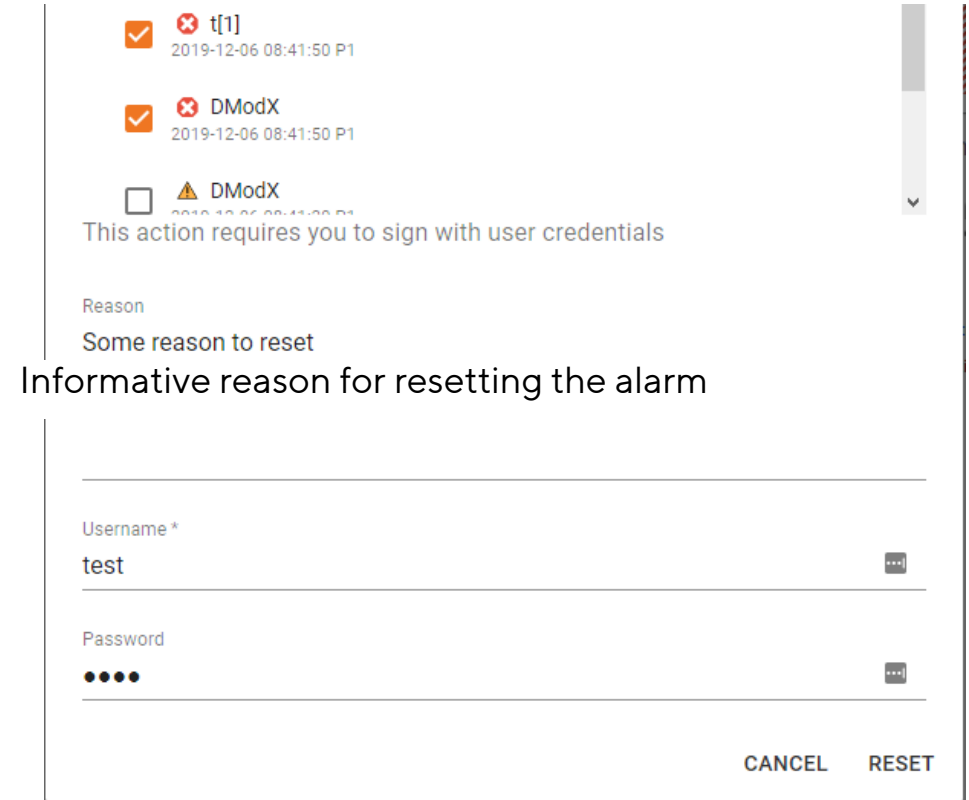 t[1]
2019-12-06 08:41:50 P1
DModX
2019-12-06 08:41:50 P1
DModX
This action requires you to sign with user credentials
Reason
Some reason to reset
Informative reason for resetting the alarm
Username *
test
Password
••••
CANCEL RESET